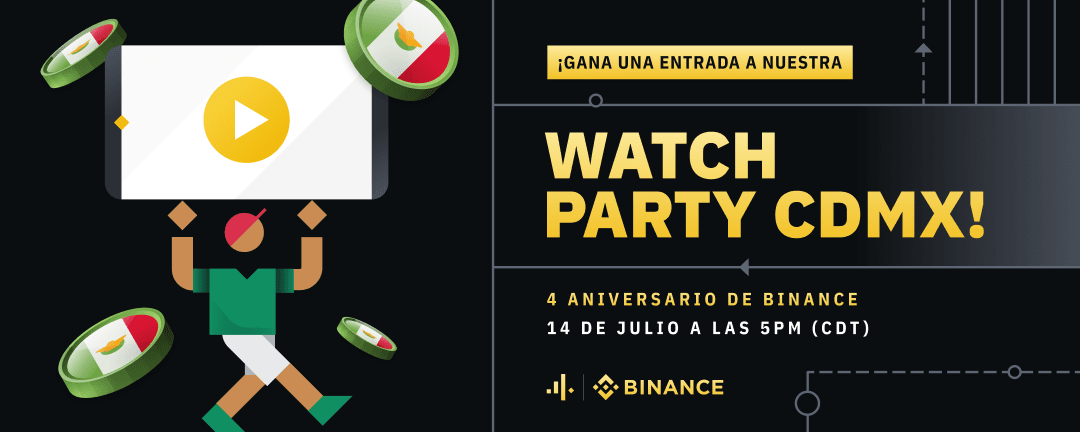 ¡GANA UNA ENTRADA A NUESTRA
WATCH
PARTY CDMX!
4 ANIVERSARIO DE BINANCE
14 DE JULIO A LAS 5PM (CDT)
BINANCE